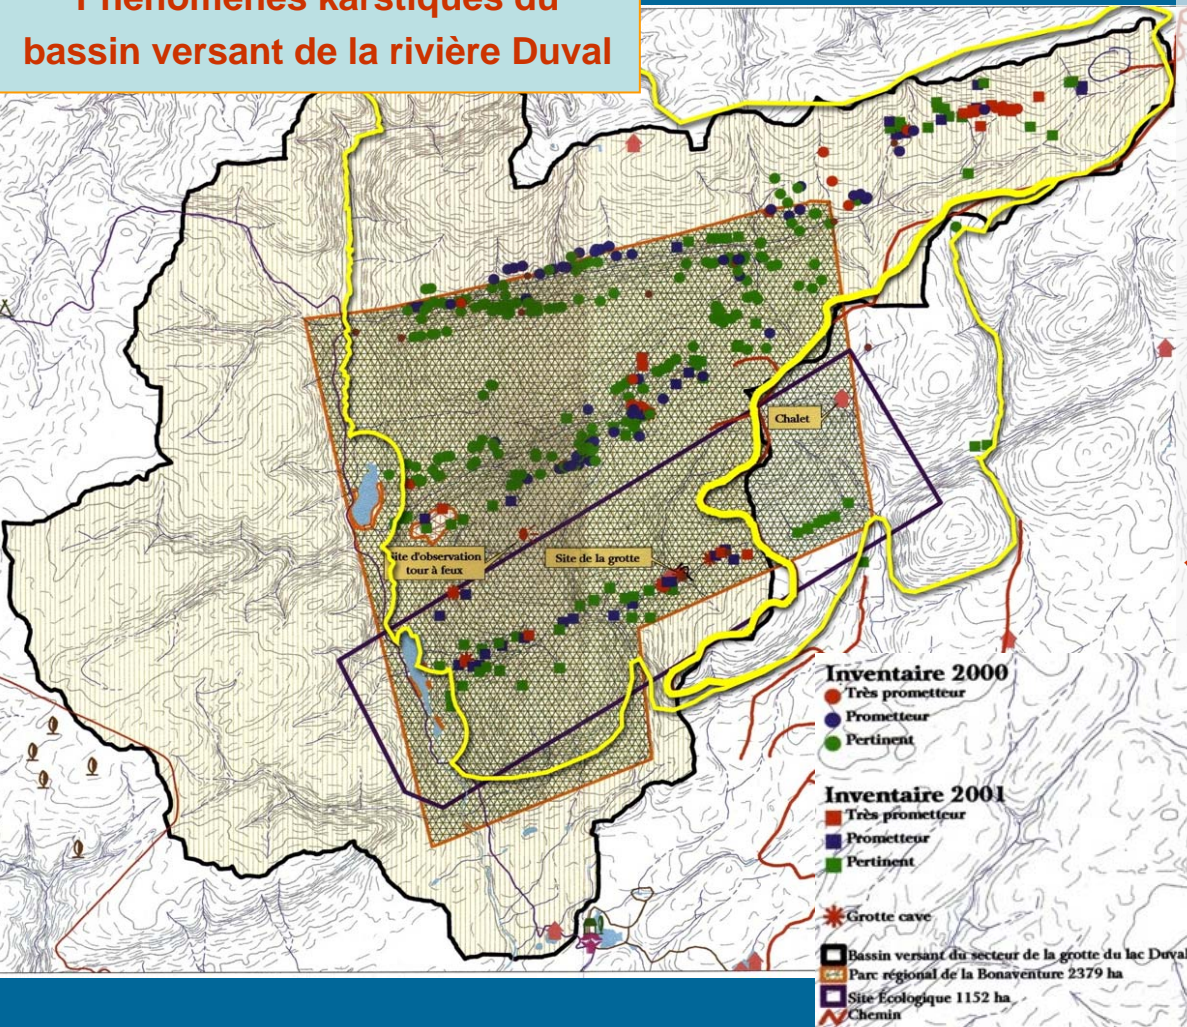 Phénomènes karstiques du
bassin versant de la rivière Duval
Chalet
Site d'observation
tour à feux
Site de la grotte
Inventaire 2000
Très prometteur
Prometteur
Pertinent
Inventaire 2001
Très prometteur
Prometteur
Pertinent
Grotte cave
Bassin versant du secteur de la grotte du lac Duval
Parc régional de la Bonaventure 2379 ha
Site Écologique 1152 ha
Chemin